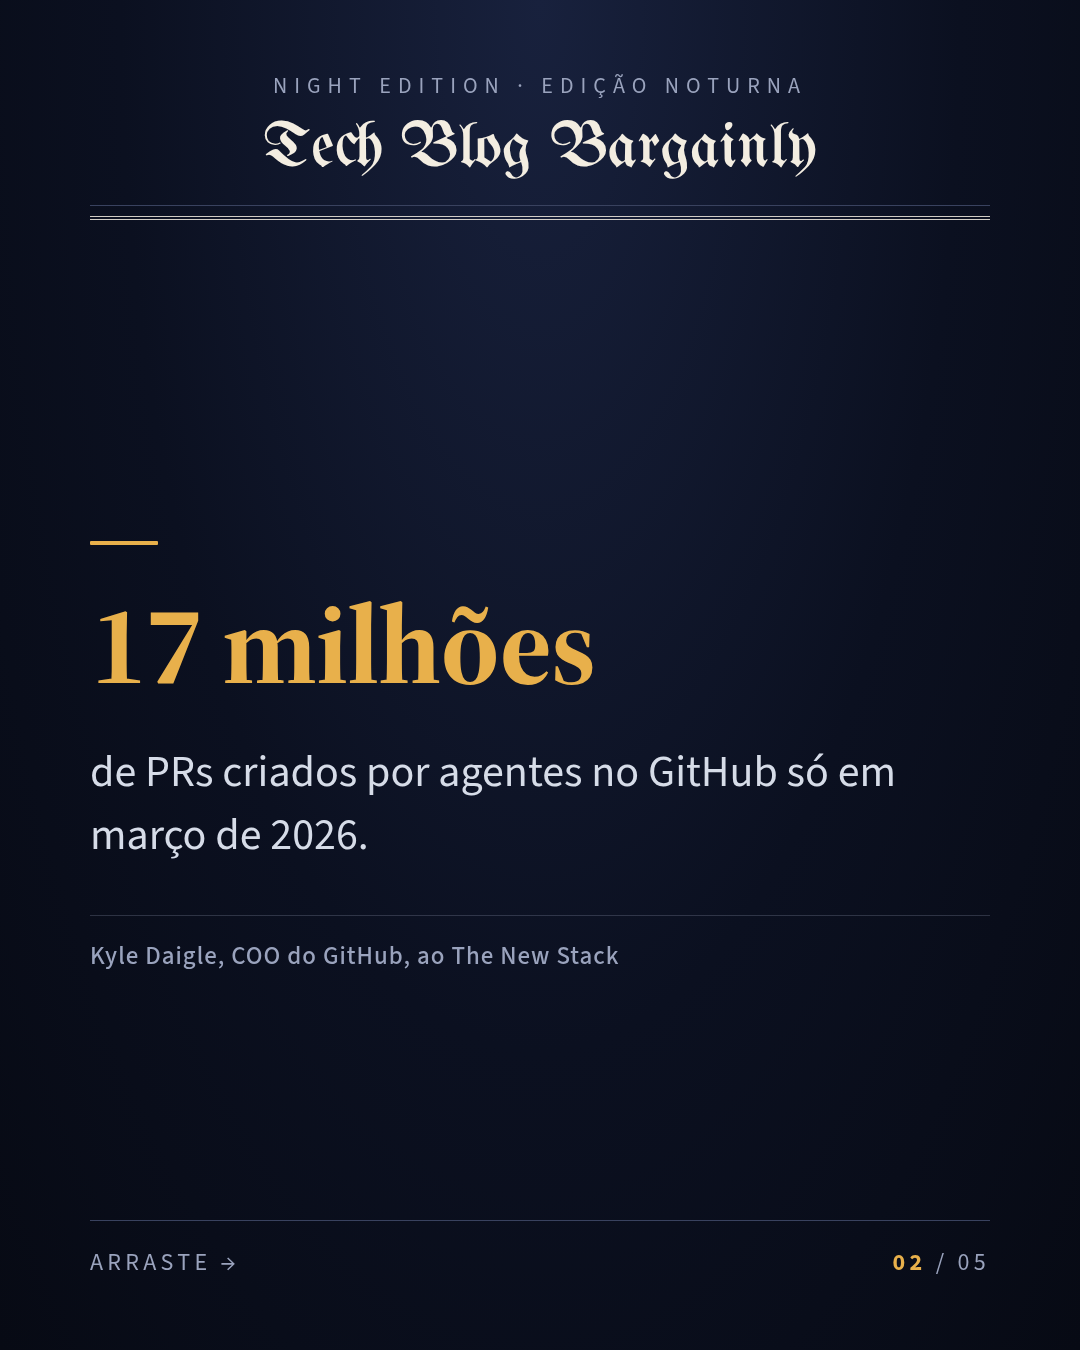 NIGHT EDITION · EDIÇÃO NOTURNA
Tech Blog Bargainly
17 milhões
de PRs criados por agentes no GitHub só em
março de 2026.
Kyle Daigle, COO do GitHub, ao The New Stack
ARRASTE →
02 / 05